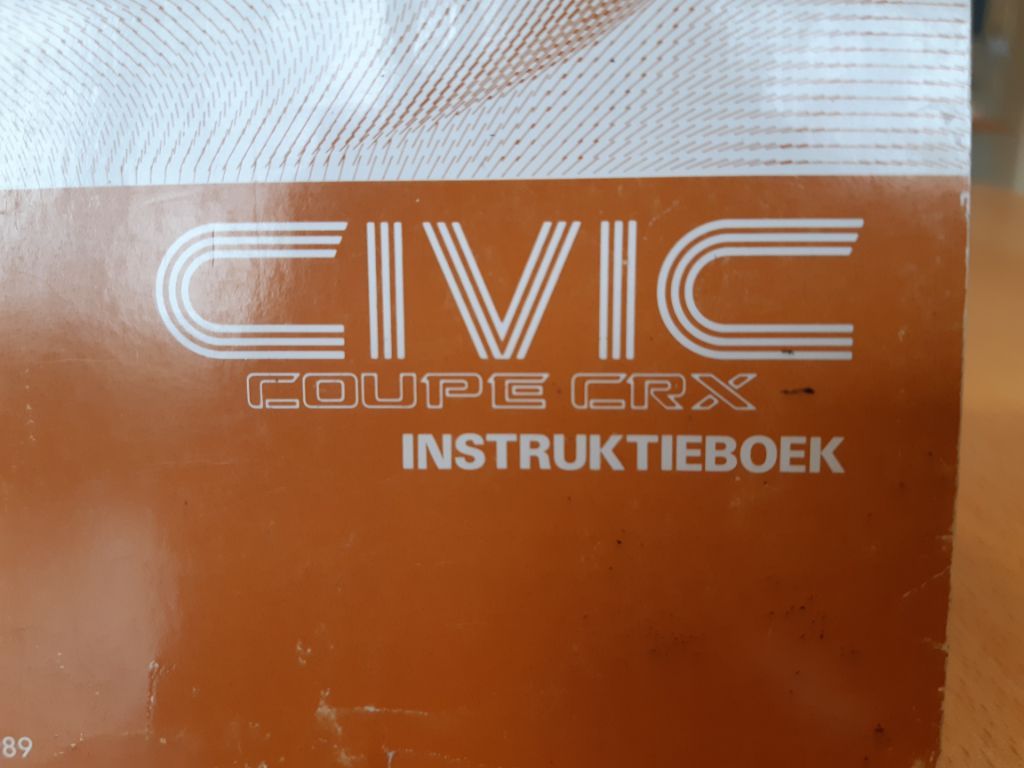 CIVIC
COUPE CRX
INSTRUKTIEBOEK
89